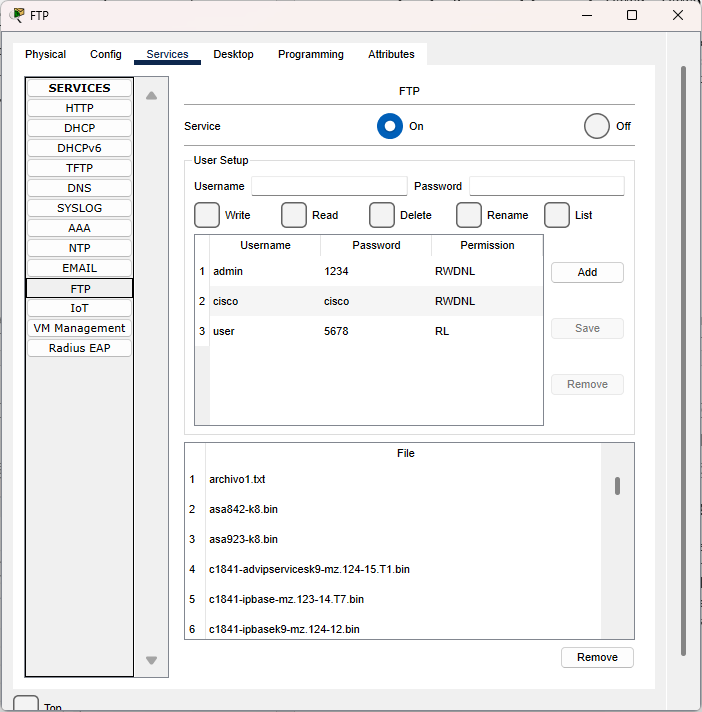 FTP
Physical Config Services Desktop Programming Attributes
SERVICES
HTTP
DHCP
DHCPv6
TFTP
DNS
SYSLOG
AAA
NTP
EMAIL
FTP
IoT
VM Management
Radius EAP
FTP
Service On Off
User Setup
Username Password
Write Read Delete Rename List
Username Password Permission
1 admin 1234 RWDNL
2 cisco cisco RWDNL
3 user 5678 RL
Add
Save
Remove
File
1 archivo1.txt
2 asa842-k8.bin
3 asa923-k8.bin
4 c1841-advipservicesk9-mz.124-15.T1.bin
5 c1841-ipbase-mz.123-14.T7.bin
6 c1841-ipbasek9-mz.124-12.bin
Remove
Top